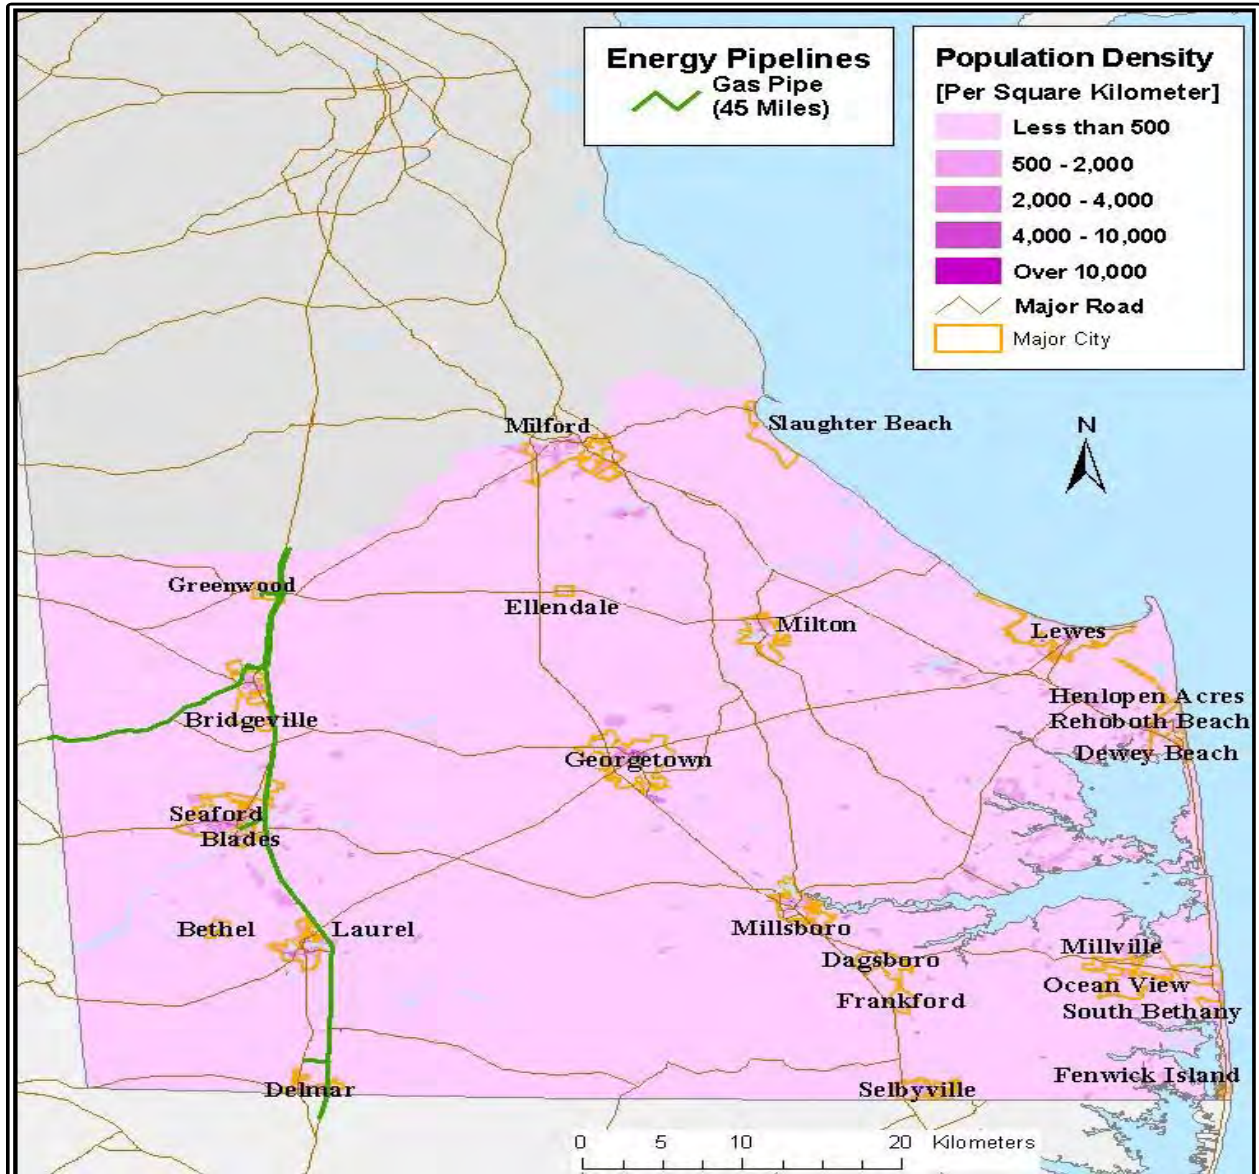 Energy Pipelines
Gas Pipe
(45 Miles)
Population Density
[Per Square Kilometer]
Less than 500
500 - 2,000
2,000 - 4,000
4,000 - 10,000
Over 10,000
Major Road
Major City
N
Milford
Slaughter Beach
Greenwood
Ellendale
Milton
Lewes
Henlopen Acres
Bridgeville
Rehoboth Beach
Georgetown
Dewey Beach
Seaford
Blades
Bethel
Laurel
Millsboro
Millville
Dagsboro
Ocean View
Frankford
South Bethany
Delmar
Selbyville
Fenwick Island
0 5 10 20 Kilometers